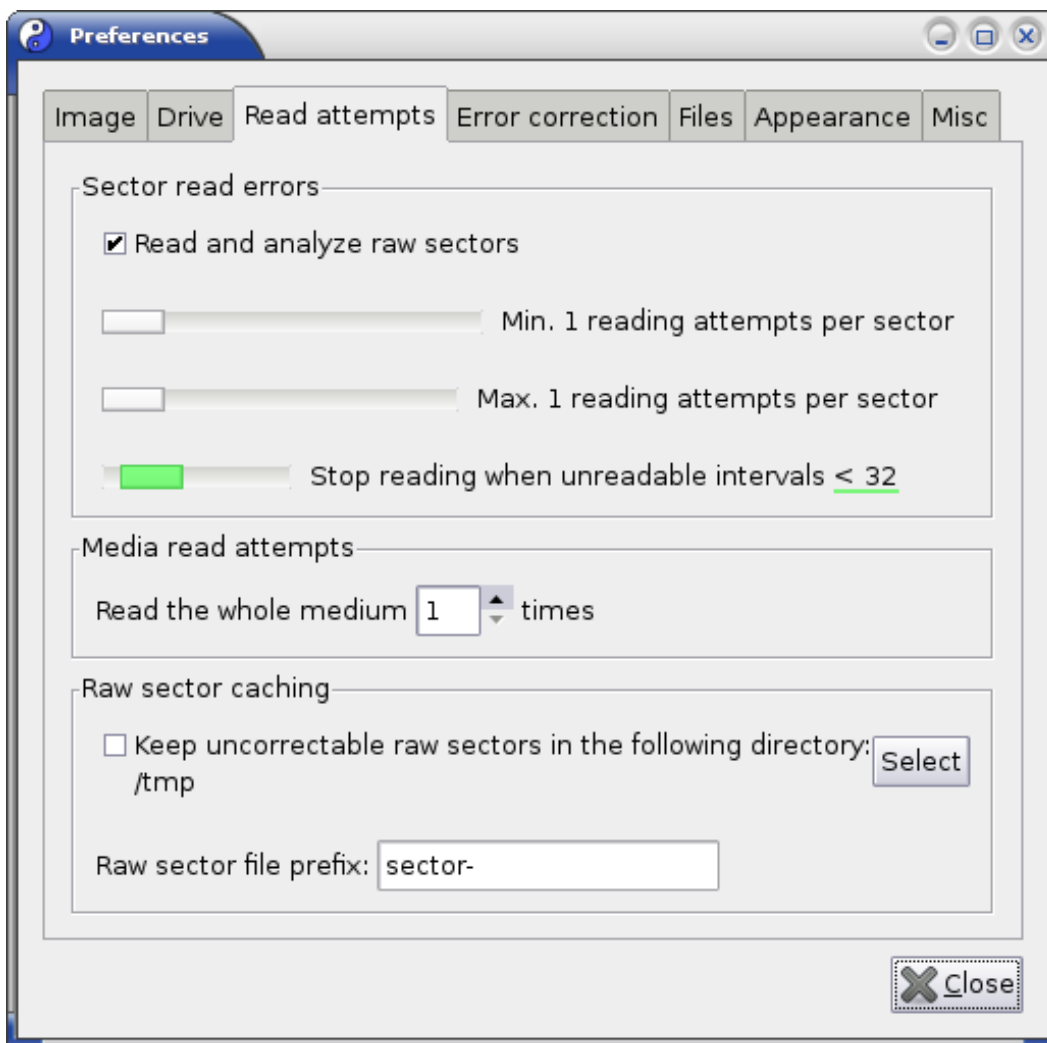 Preferences
Image Drive Read attempts Error correction Files Appearance Misc
Sector read errors
Read and analyze raw sectors
Min. 1 reading attempts per sector
Max. 1 reading attempts per sector
Stop reading when unreadable intervals < 32
Media read attempts
Read the whole medium 1 times
Raw sector caching
Keep uncorrectable raw sectors in the following directory:
/tmp
Select
Raw sector file prefix: sector-
Close